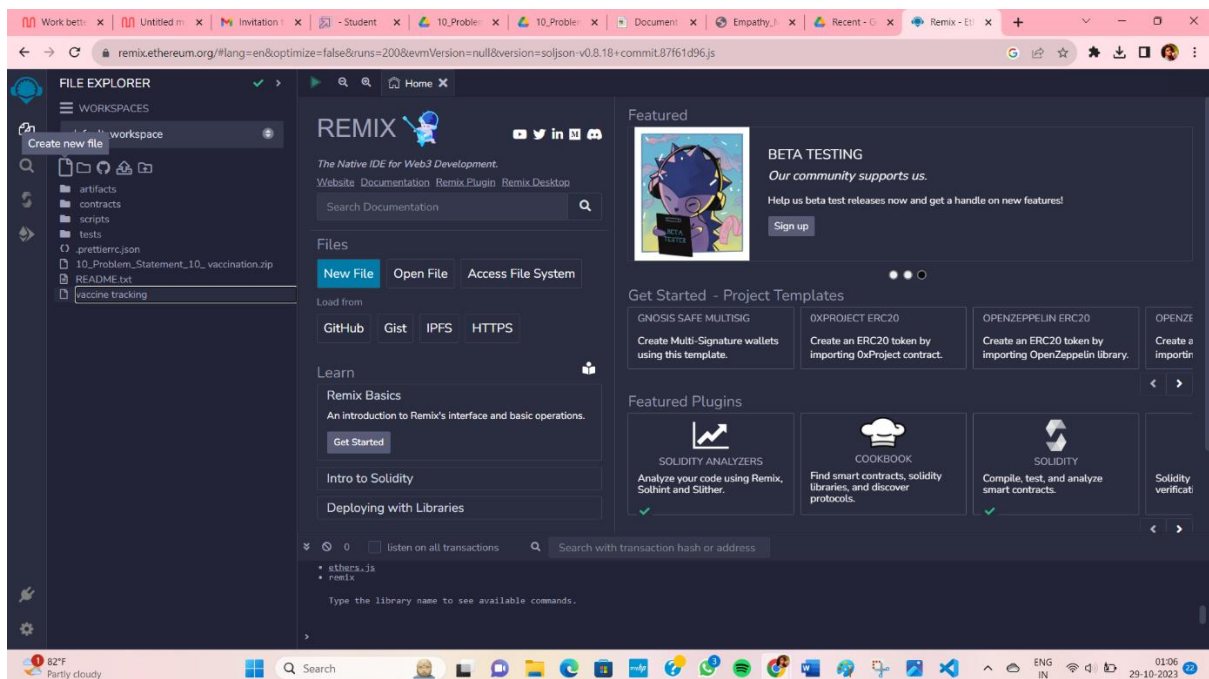 Work bette
Untitled m
Invitation t
- Student
10_Problem
10_Problem
Document
Empathy_M
Recent - G
Remix - Eth
remix.ethereum.org/#lang=en&optimize=false&runs=200&evmVersion=null&version=soljson-v0.8.18+commit.87f61d96.js
FILE EXPLORER
WORKSPACES
workspace
Create new file
artifacts
contracts
scripts
tests
.prettierrc.json
10_Problem_Statement_10_ vaccination.zip
README.txt
vaccine tracking
Home
REMIX
The Native IDE for Web3 Development.
Website Documentation Remix Plugin Remix Desktop
Search Documentation
Files
New File Open File Access File System
Load from
GitHub Gist IPFS HTTPS
Learn
Remix Basics
An introduction to Remix's interface and basic operations.
Get Started
Intro to Solidity
Deploying with Libraries
Featured
BETA TESTER
BETA TESTING
Our community supports us.
Help us beta test releases now and get a handle on new features!
Sign up
Get Started - Project Templates
GNOSIS SAFE MULTISIG
Create Multi-Signature wallets
using this template.
0XPROJECT ERC20
Create an ERC20 token by
importing 0xProject contract.
OPENZEPPELIN ERC20
Create an ERC20 token by
importing OpenZeppelin library.
OPENZE
Create a
importin
Featured Plugins
SOLIDITY ANALYZERS
Analyze your code using Remix,
Solhint and Slither.
COOKBOOK
Find smart contracts, solidity
libraries, and discover
protocols.
SOLIDITY
Compile, test, and analyze
smart contracts.
Solidity
verificati
0 listen on all transactions Search with transaction hash or address
• ethers.js
• remix
Type the library name to see available commands.
>
1
82°F
Partly cloudy
Search
ENG
IN
01:06
29-10-2023
22